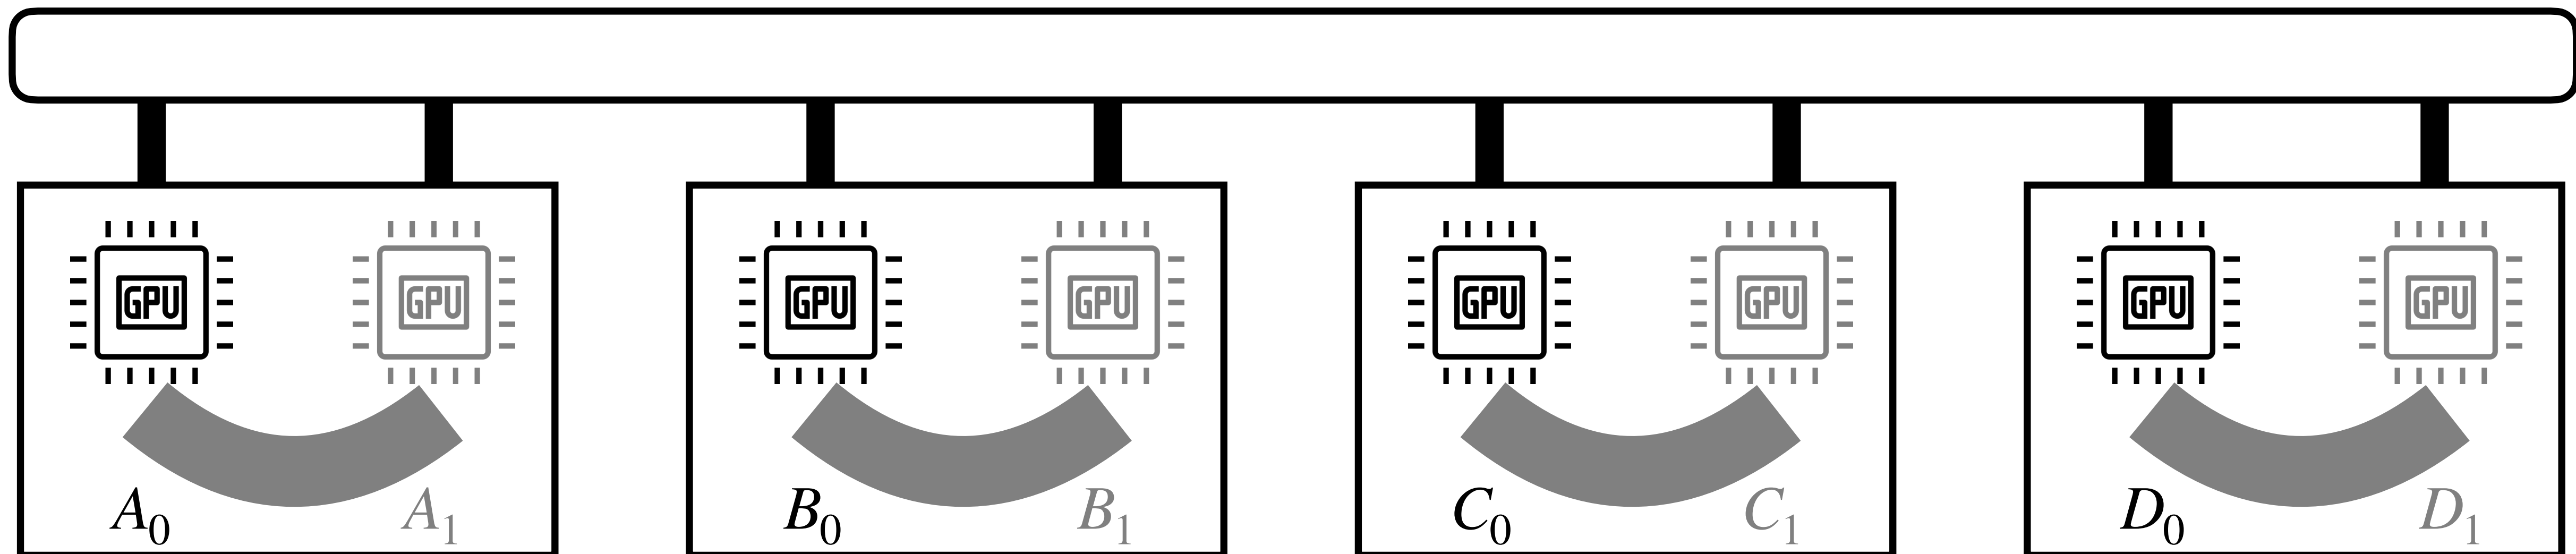 GPU GPU GPU GPU GPU GPU GPU GPU
A₀ A₁ B₀ B₁ C₀ C₁ D₀ D₁